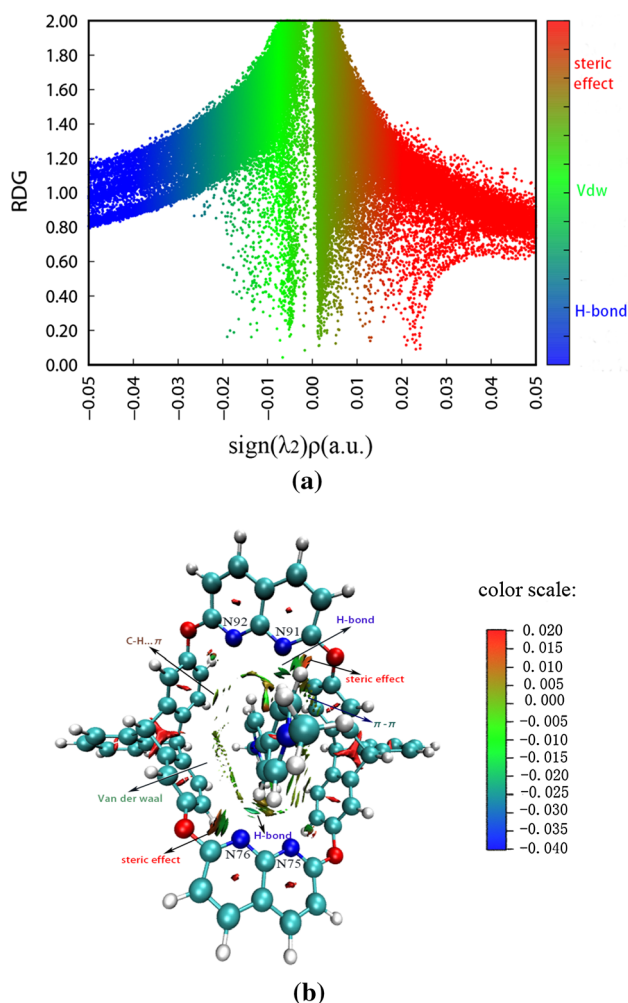 2.00
1.80
1.60
1.40
1.20
1.00
0.80
0.60
0.40
0.20
0.00
RDG
-0.05
-0.04
-0.03
-0.02
-0.01
0.00
0.01
0.02
0.03
0.04
0.05
sign(λ2)ρ(a.u.)
steric
effect
Vdw
H-bond
(a)
N92
N91
H-bond
C-H...π
steric effect
π-π
Van der waal
steric effect
H-bond
N76
N75
color scale:
0.020
0.015
0.010
0.005
0.000
-0.005
-0.010
-0.015
-0.020
-0.025
-0.030
-0.035
-0.040
(b)